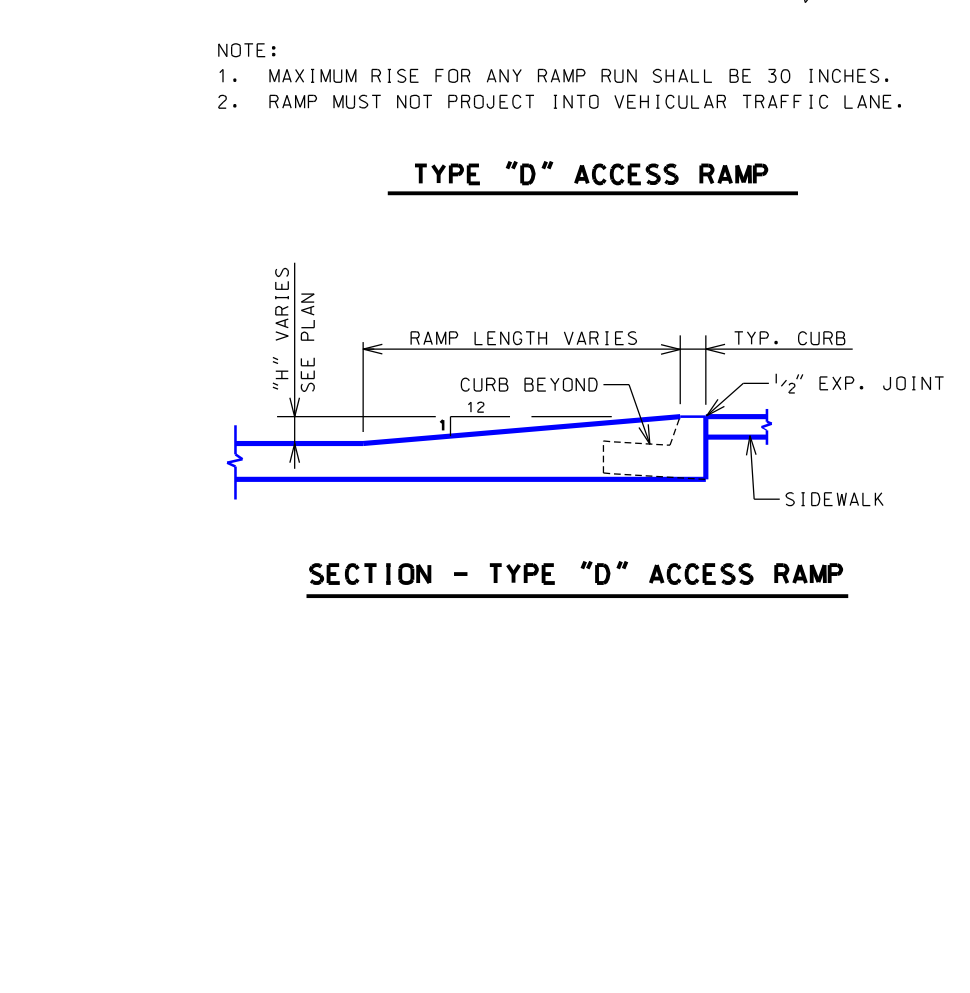 NOTE:
1. MAXIMUM RISE FOR ANY RAMP RUN SHALL BE 30 INCHES.
2. RAMP MUST NOT PROJECT INTO VEHICULAR TRAFFIC LANE.
TYPE "D" ACCESS RAMP
"H" VARIES
SEE PLAN
RAMP LENGTH VARIES
TYP. CURB
CURB BEYOND
1/2" EXP. JOINT
12
1
SIDEWALK
SECTION - TYPE "D" ACCESS RAMP